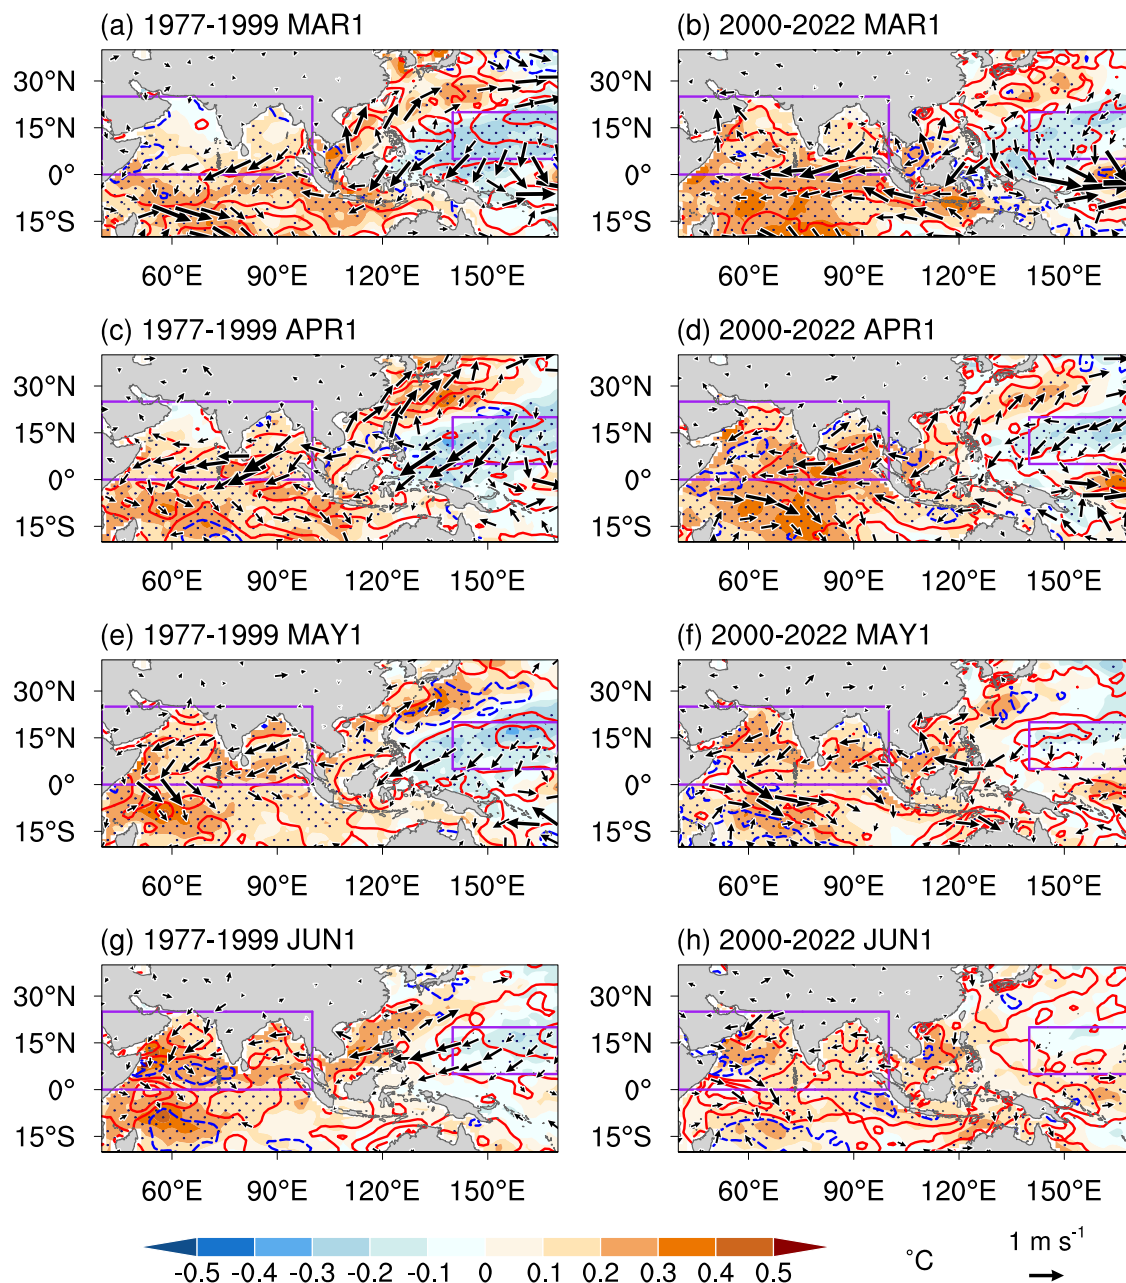 (a) 1977-1999 MAR1
(b) 2000-2022 MAR1
30°N
15°N
0°
15°S
60°E 90°E 120°E 150°E
30°N
15°N
0°
15°S
60°E 90°E 120°E 150°E
(c) 1977-1999 APR1
(d) 2000-2022 APR1
30°N
15°N
0°
15°S
60°E 90°E 120°E 150°E
30°N
15°N
0°
15°S
60°E 90°E 120°E 150°E
(e) 1977-1999 MAY1
(f) 2000-2022 MAY1
30°N
15°N
0°
15°S
60°E 90°E 120°E 150°E
30°N
15°N
0°
15°S
60°E 90°E 120°E 150°E
(g) 1977-1999 JUN1
(h) 2000-2022 JUN1
30°N
15°N
0°
15°S
60°E 90°E 120°E 150°E
30°N
15°N
0°
15°S
60°E 90°E 120°E 150°E
-0.5 -0.4 -0.3 -0.2 -0.1 0 0.1 0.2 0.3 0.4 0.5
°C
1 m s⁻¹